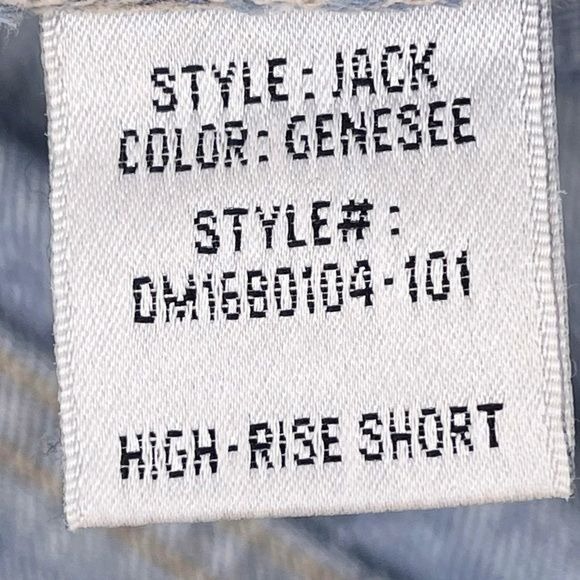 STYLE: JACK
COLOR: GENESEE
STYLE#:
DM1680104-101
HIGH-RISE SHORT